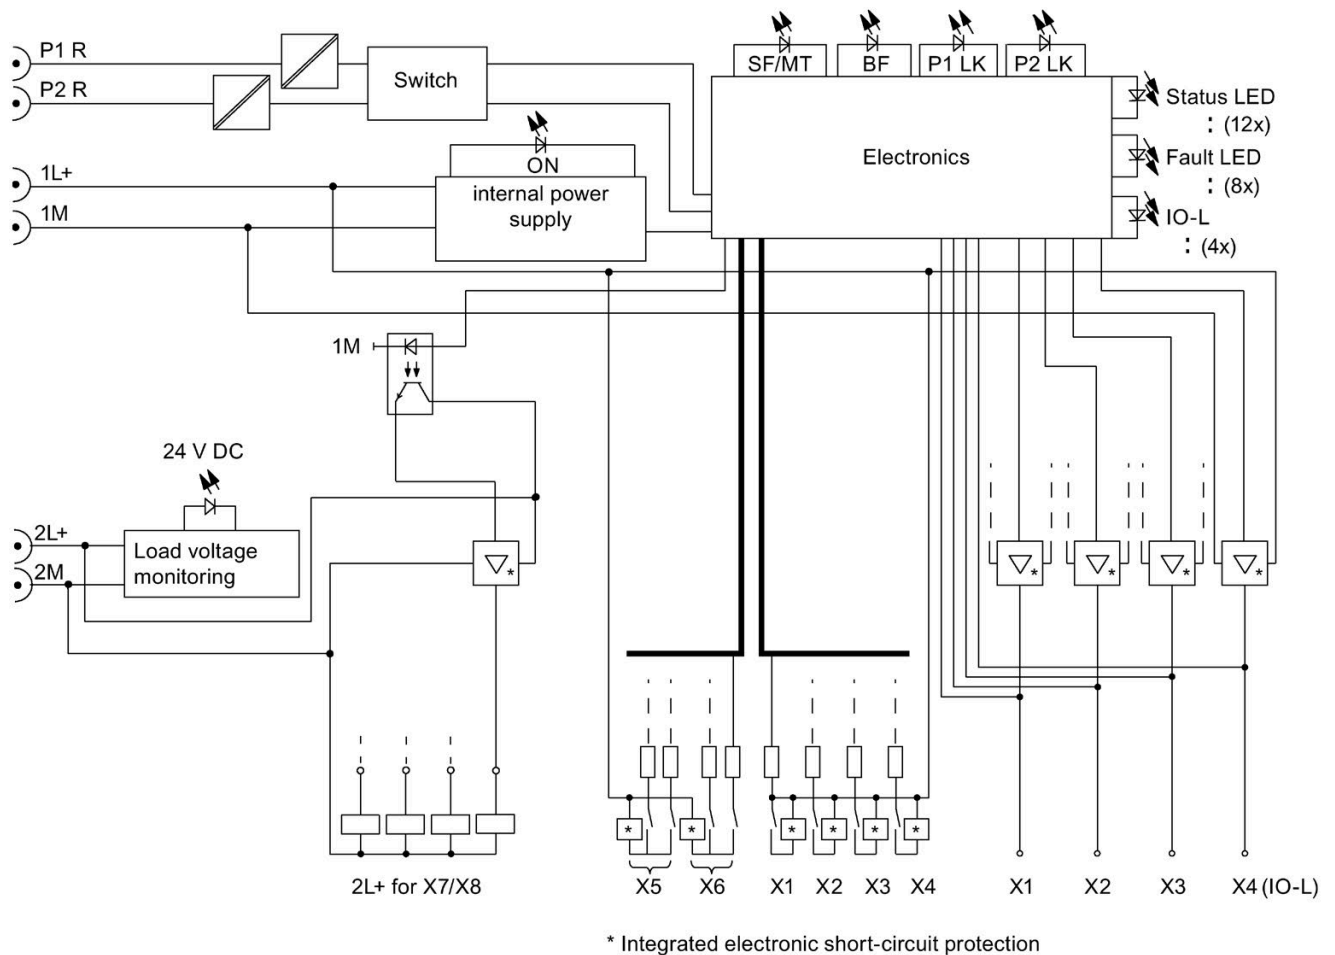 P1 R
P2 R
Switch
SF/MT
BF
P1 LK
P2 LK
Status LED
: (12x)
Electronics
Fault LED
: (8x)
IO-L
: (4x)
1L+
1M
ON
internal power
supply
1M
24 V DC
2L+
2M
Load voltage
monitoring
*
*
*
*
*
*
*
*
*
*
*
2L+ for X7/X8
X5
X6
X1
X2
X3
X4
X1
X2
X3
X4 (IO-L)
* Integrated electronic short-circuit protection